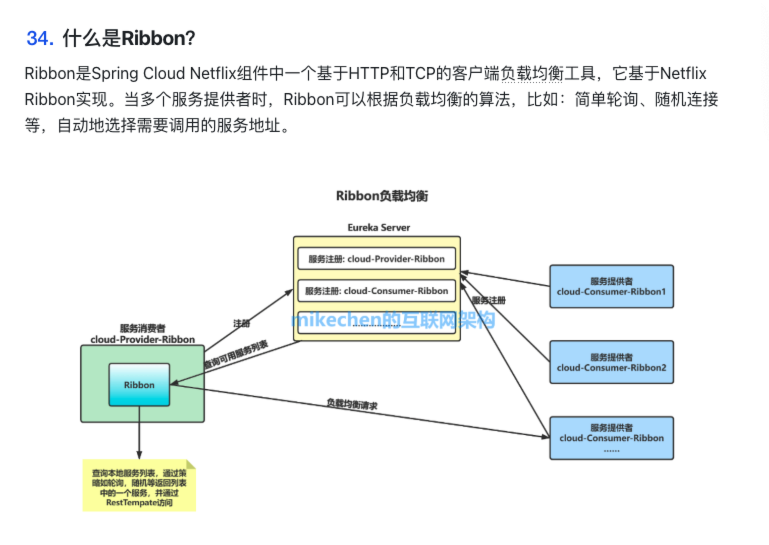 34. 什么是Ribbon?
Ribbon是Spring Cloud Netflix组件中一个基于HTTP和TCP的客户端负载均衡工具，它基于Netflix
Ribbon实现。当多个服务提供者时，Ribbon可以根据负载均衡的算法，比如：简单轮询、随机连接
等，自动地选择需要调用的服务地址。
Ribbon负载均衡
Eureka Server
服务注册: cloud-Provider-Ribbon
服务注册: cloud-Consumer-Ribbon
..................
mikechen的互联网架构
服务注册
服务提供者
cloud-Consumer-Ribbon1
服务提供者
cloud-Consumer-Ribbon2
服务提供者
cloud-Consumer-Ribbon
......
注册
查询可用服务列表
负载均衡请求
服务消费者
cloud-Provider-Ribbon
Ribbon
查询本地服务列表，通过策
略如轮询，随机等返回列表
中的一个服务，并通过
RestTempate访问